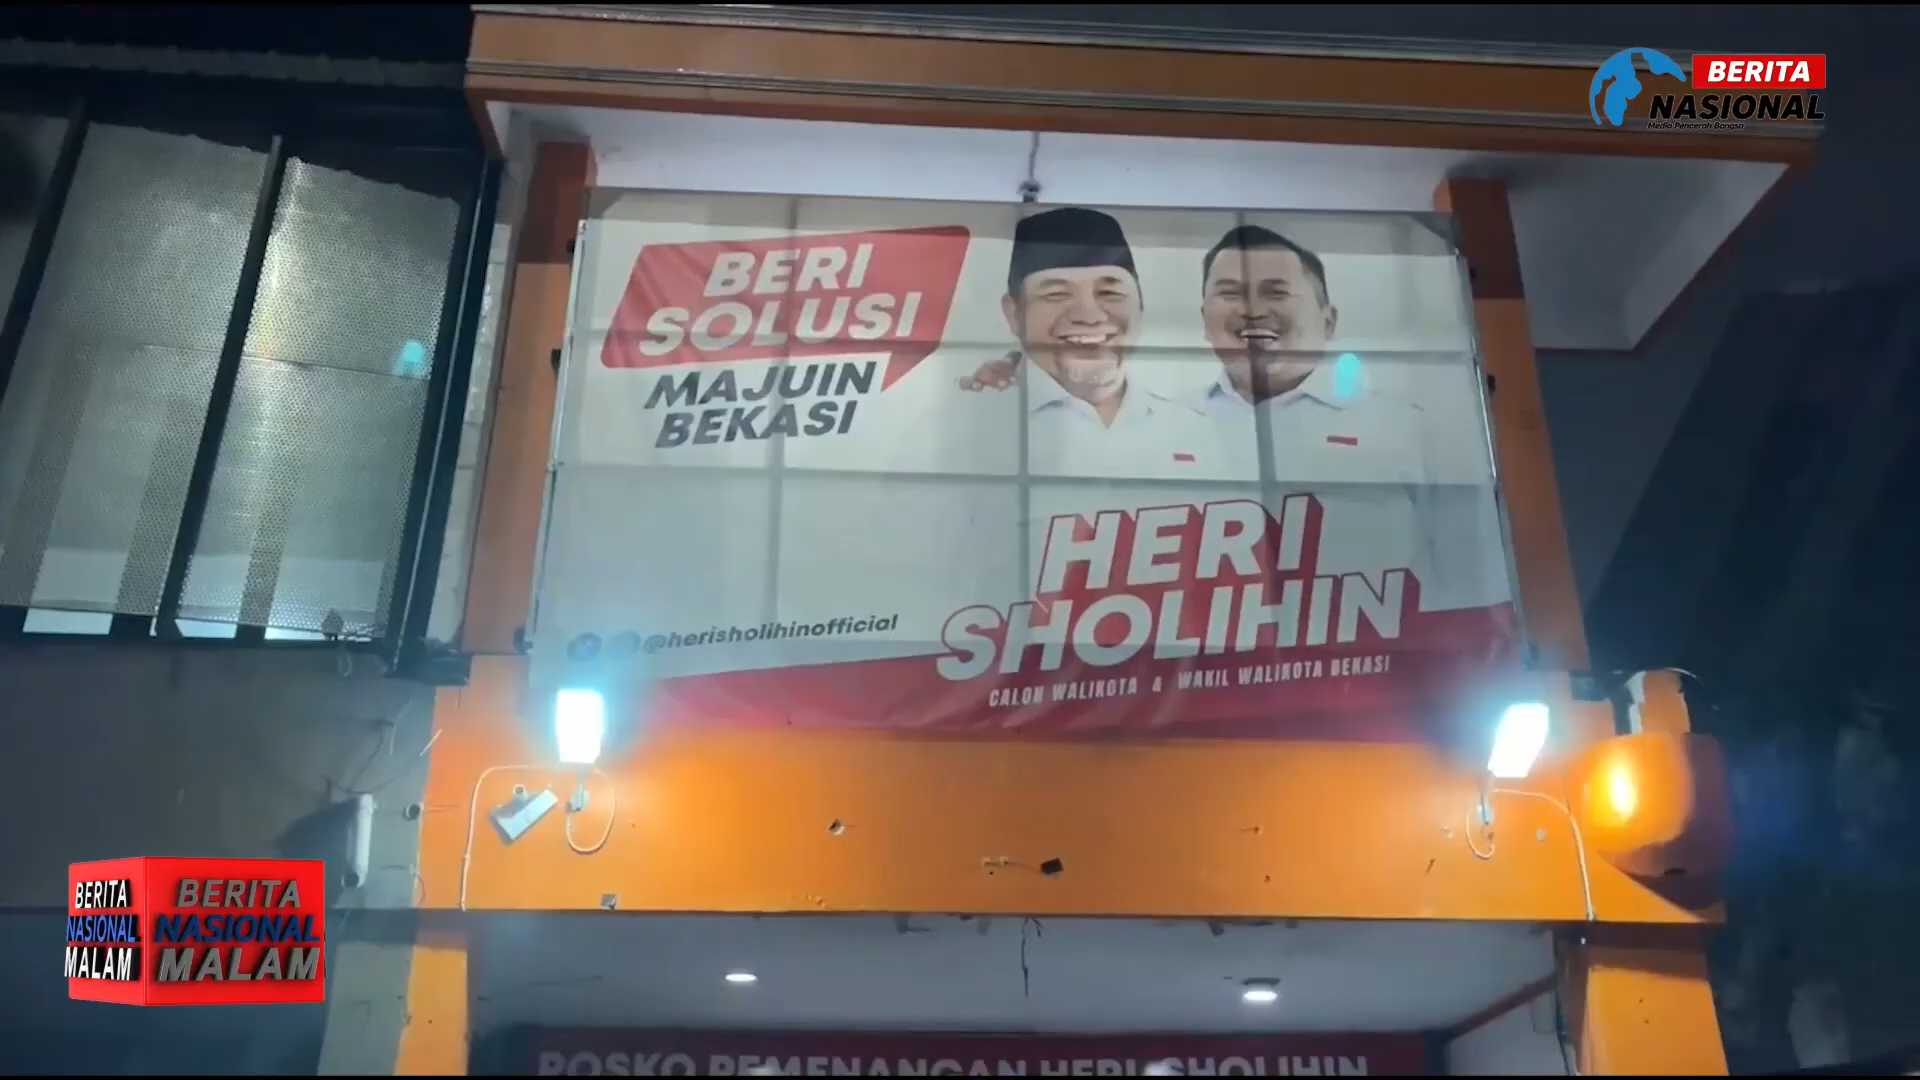 BERITA
NASIONAL
Media Pencerah Bangsa
BERI
SOLUSI
MAJUIN
BEKASI
HERI
SHOLIHIN
@herisholihinofficial
CALON WALIKOTA & WAKIL WALIKOTA BEKASI
BERITA
NASIONAL
MALAM
BERITA
NASIONAL
MALAM
POSKO PEMENANGAN HERI SHOLIHIN